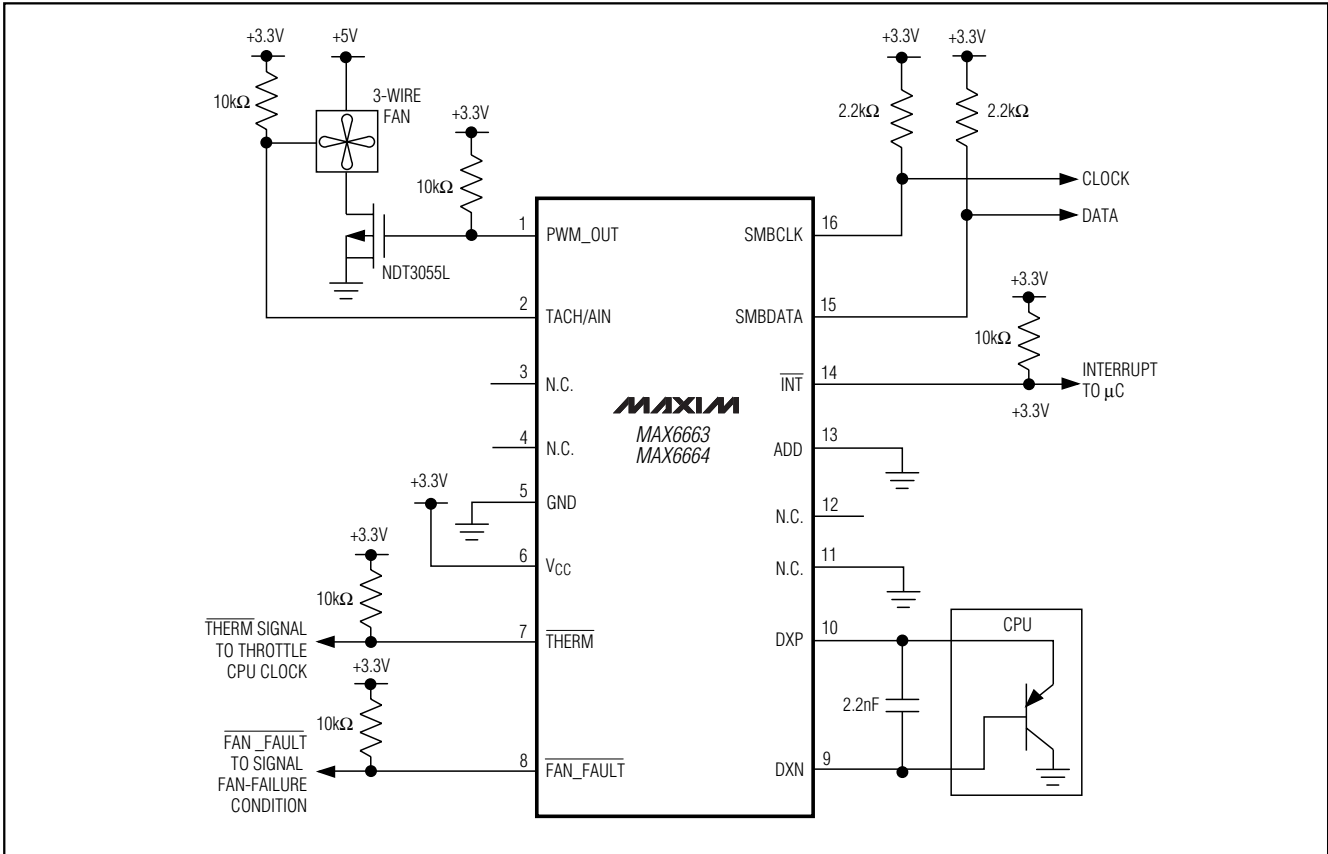 +3.3V
+5V
10kΩ
3-WIRE
FAN
+3.3V
10kΩ
NDT3055L
+3.3V
+3.3V
2.2kΩ
2.2kΩ
CLOCK
DATA
+3.3V
10kΩ
INTERRUPT
TO μC
+3.3V
1
PWM_OUT
2
TACH/AIN
3
N.C.
4
N.C.
5
GND
6
VCC
7
THERM
8
FAN_FAULT
MAXIM
MAX6663
MAX6664
16
SMBCLK
15
SMBDATA
14
INT
13
ADD
12
N.C.
11
N.C.
10
DXP
9
DXN
+3.3V
+3.3V
10kΩ
THERM SIGNAL
TO THROTTLE
CPU CLOCK
+3.3V
10kΩ
FAN _FAULT
TO SIGNAL
FAN-FAILURE
CONDITION
2.2nF
CPU